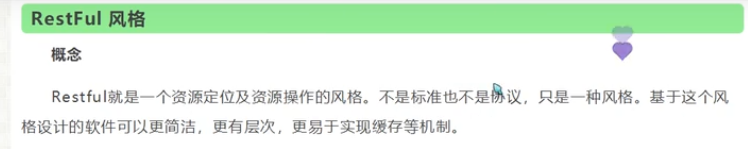 RestFul 风格
概念
Restful就是一个资源定位及资源操作的风格。不是标准也不是协议，只是一种风格。基于这个风
格设计的软件可以更简洁，更有层次，更易于实现缓存等机制。